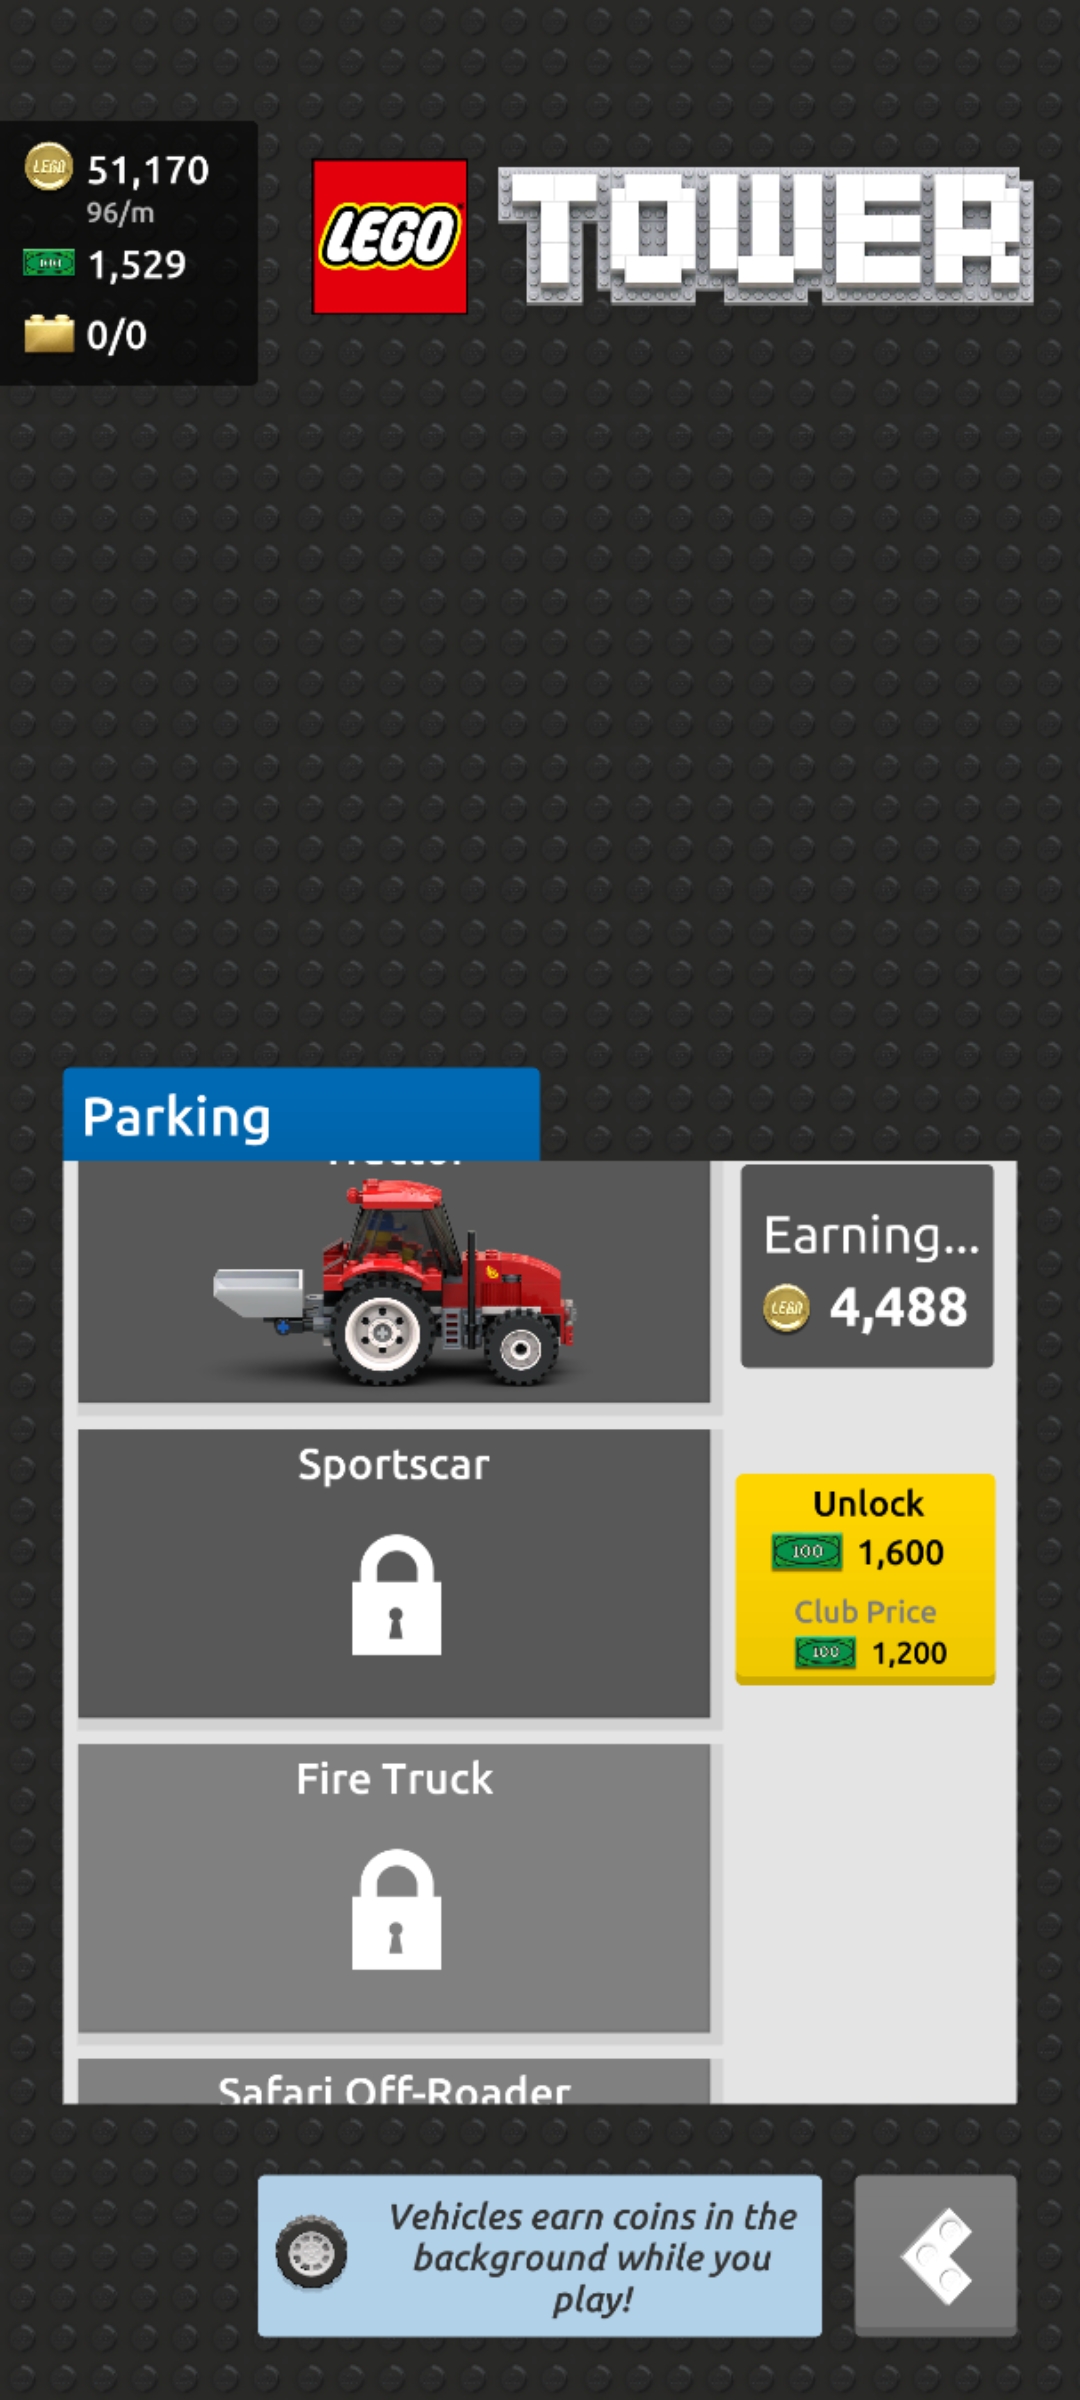 51,170
96/m
1,529
0/0
LEGO
TOWER
Parking
Tractor
Earning...
4,488
Sportscar
Unlock
1,600
Club Price
1,200
Fire Truck
Safari Off-Roader
Vehicles earn coins in the
background while you
play!